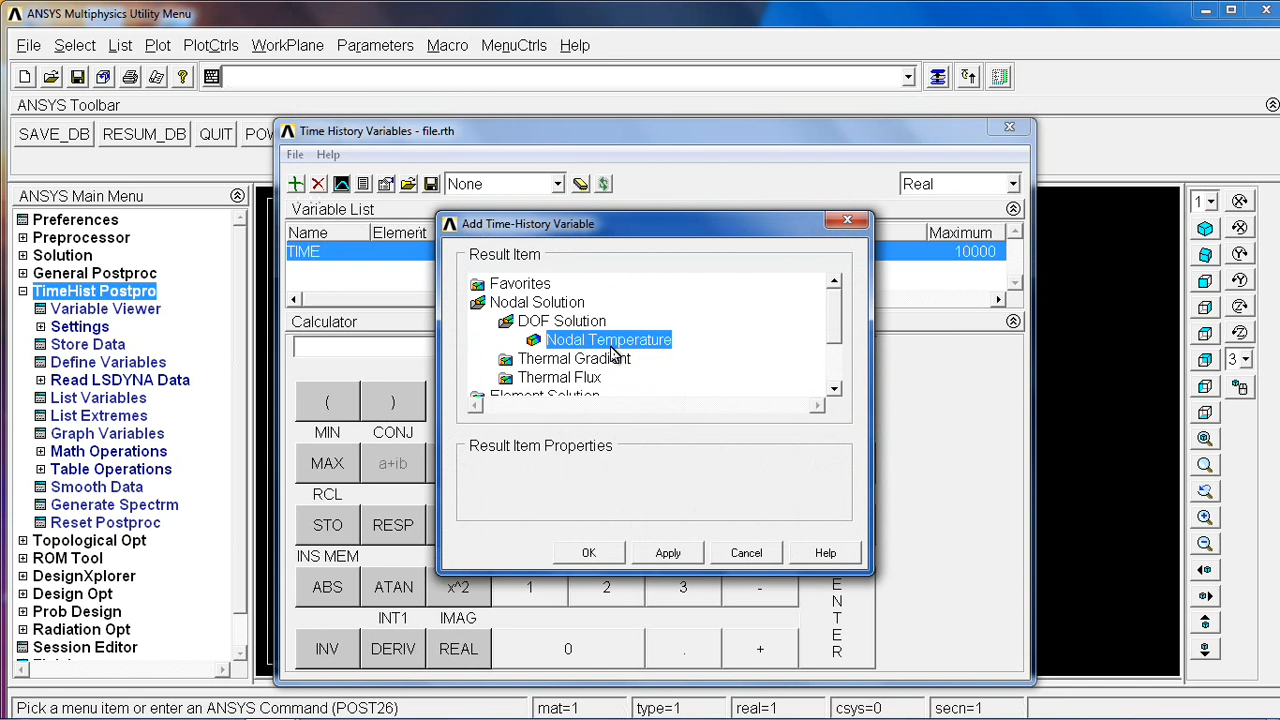 ANSYS Multiphysics Utility Menu
File Select List Plot PlotCtrls WorkPlane Parameters Macro MenuCtrls Help
ANSYS Toolbar
SAVE_DB RESUM_DB QUIT
ANSYS Main Menu
Preferences
Preprocessor
Solution
General Postproc
TimeHist Postpro
Variable Viewer
Settings
Store Data
Define Variables
Read LSDYNA Data
List Variables
List Extremes
Graph Variables
Math Operations
Table Operations
Smooth Data
Generate Spectrm
Reset Postproc
Topological Opt
ROM Tool
DesignXplorer
Design Opt
Prob Design
Radiation Opt
Session Editor
Time History Variables - file.rth
File Help
None Real
Variable List
Name Element Maximum
TIME 10000
Calculator
( )
MIN CONJ
MAX a+ib
RCL
STO RESP
INS MEM
ABS ATAN x^2 1 2 3 -
INT1 IMAG
INV DERIV REAL 0 . +
E
N
T
E
R
Add Time-History Variable
Result Item
Favorites
Nodal Solution
DOF Solution
Nodal Temperature
Thermal Gradient
Thermal Flux
Element Solution
Result Item Properties
OK Apply Cancel Help
1
3
Pick a menu item or enter an ANSYS Command (POST26) mat=1 type=1 real=1 csys=0 secn=1